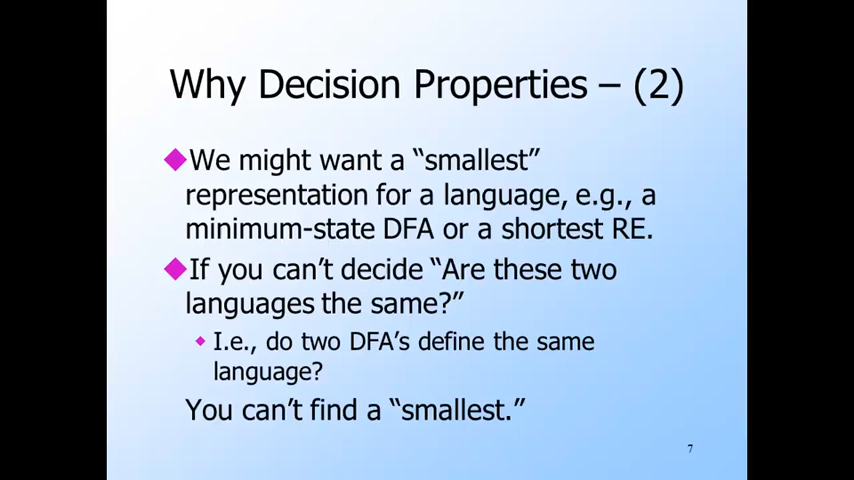 Why Decision Properties – (2)
We might want a “smallest”
representation for a language, e.g., a
minimum-state DFA or a shortest RE.
If you can’t decide “Are these two
languages the same?”
I.e., do two DFA’s define the same
language?
You can’t find a “smallest.”
7